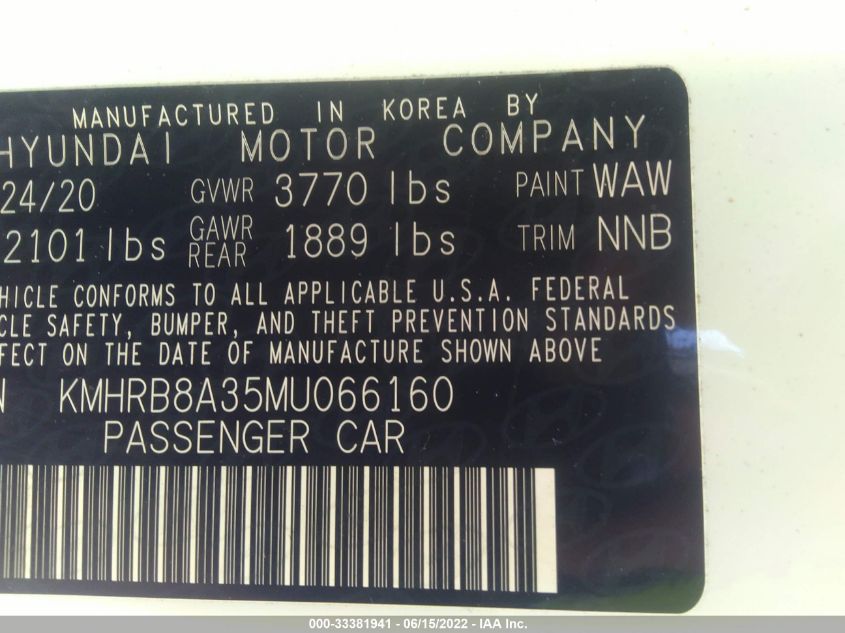 MANUFACTURED IN KOREA BY
HYUNDAI MOTOR COMPANY
24/20 GVWR 3770 lbs PAINT WAW
2101 lbs GAWR REAR 1889 lbs TRIM NNB
HICLE CONFORMS TO ALL APPLICABLE U.S.A. FEDERAL
CLE SAFETY, BUMPER, AND THEFT PREVENTION STANDARDS
FFECT ON THE DATE OF MANUFACTURE SHOWN ABOVE
N KMHRB8A35MU066160
PASSENGER CAR
000-33381941 - 06/15/2022 - IAA Inc.